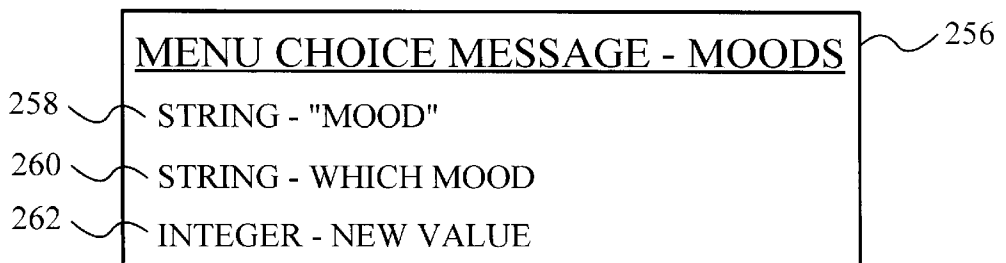 MENU CHOICE MESSAGE - MOODS 256
258 STRING - "MOOD"
260 STRING - WHICH MOOD
262 INTEGER - NEW VALUE